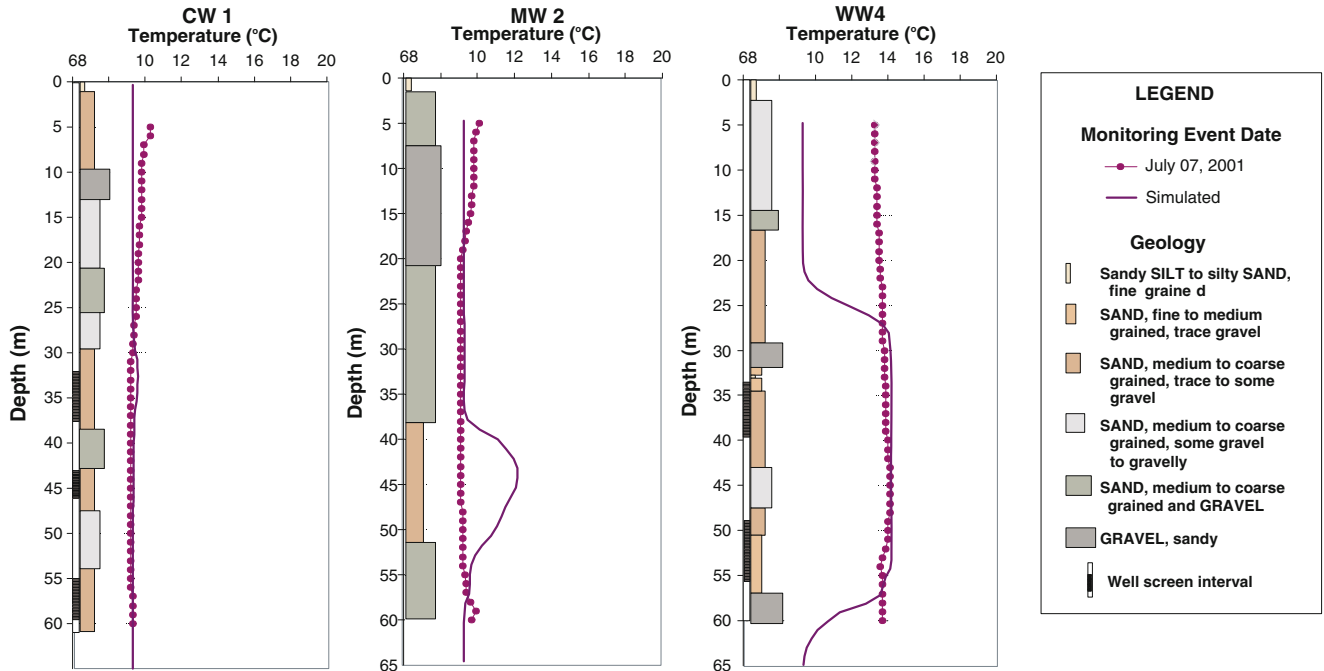 CW 1
Temperature (°C)
68 10 12 14 16 18 20
Depth (m)
0
5
10
15
20
25
30
35
40
45
50
55
60
MW 2
Temperature (°C)
68 10 12 14 16 18 20
Depth (m)
0
5
10
15
20
25
30
35
40
45
50
55
60
65
WW4
Temperature (°C)
68 10 12 14 16 18 20
Depth (m)
0
5
10
15
20
25
30
35
40
45
50
55
60
65
LEGEND
Monitoring Event Date
July 07, 2001
Simulated
Geology
Sandy SILT to silty SAND,
fine graine d
SAND, fine to medium
grained, trace gravel
SAND, medium to coarse
grained, trace to some
gravel
SAND, medium to coarse
grained, some gravel
to gravelly
SAND, medium to coarse
grained and GRAVEL
GRAVEL, sandy
Well screen interval